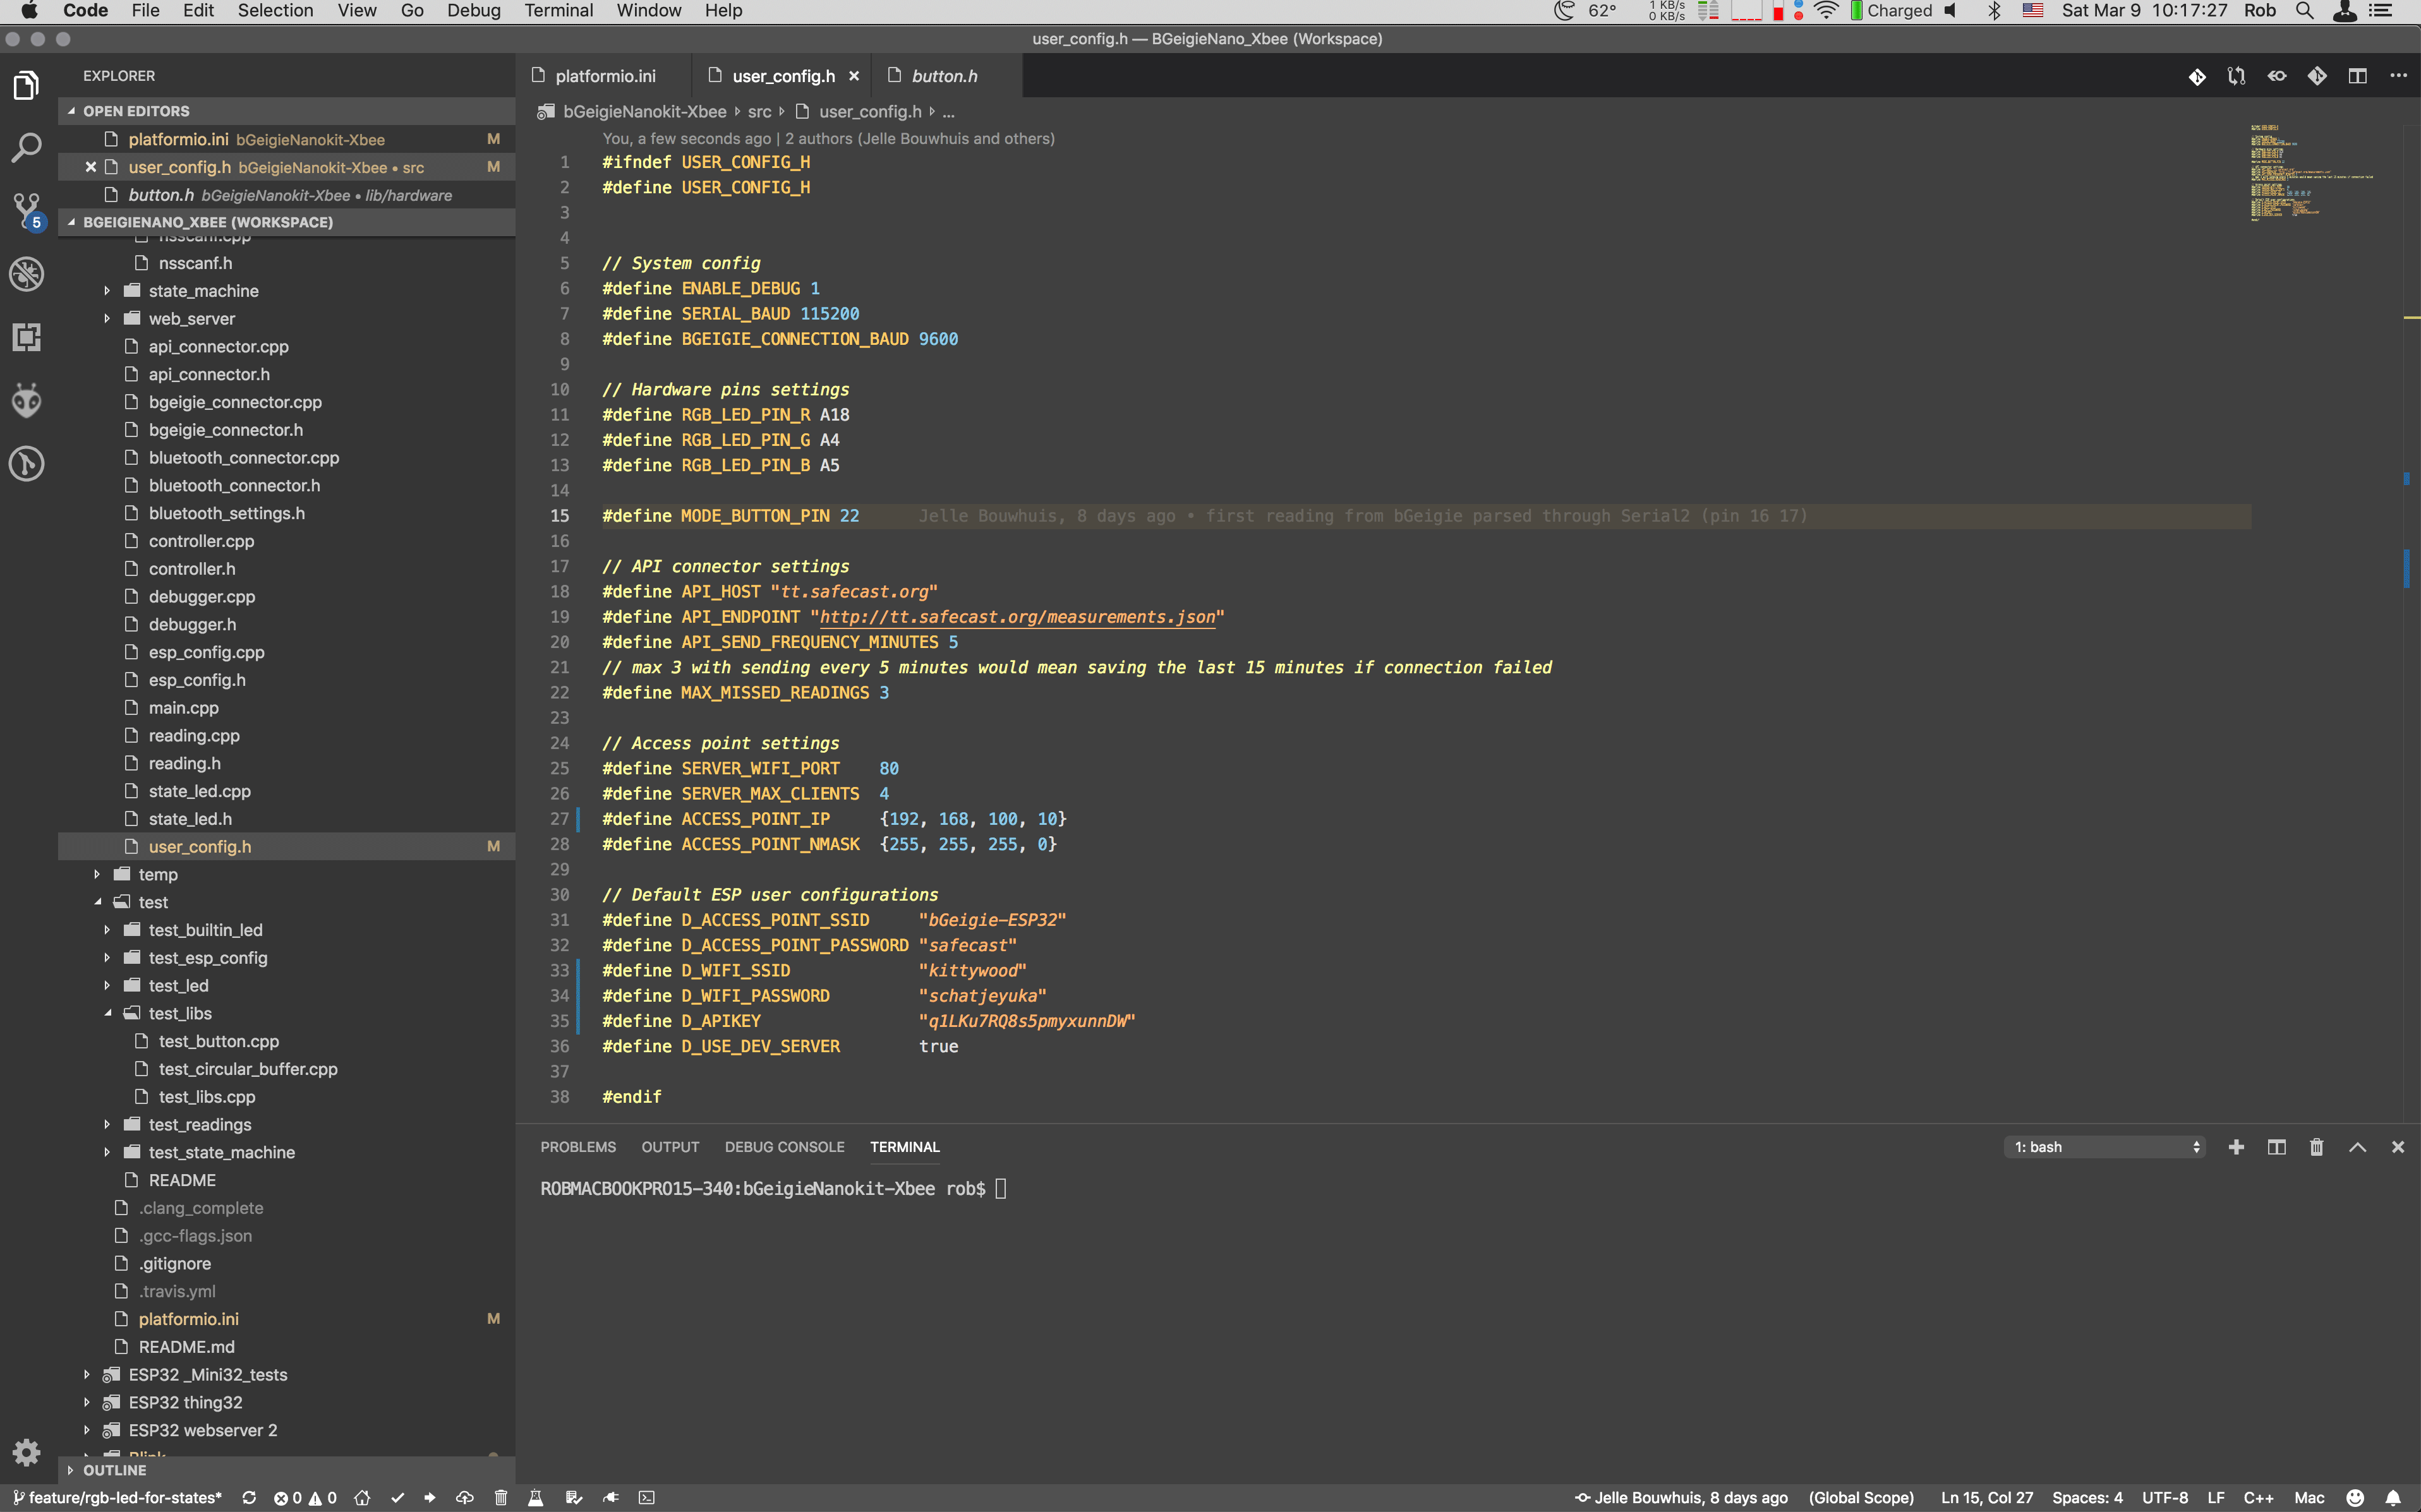 Code File Edit Selection View Go Debug Terminal Window Help 62° 1 KB/s 0 KB/s Charged Sat Mar 9 10:17:27 Rob
user_config.h — BGeigieNano_Xbee (Workspace)
EXPLORER
OPEN EDITORS
platformio.ini bGeigieNanokit-Xbee M
user_config.h bGeigieNanokit-Xbee • src M
button.h bGeigieNanokit-Xbee • lib/hardware
5
BGEIGIENANO_XBEE (WORKSPACE)
nsscanf.cpp
nsscanf.h
state_machine
web_server
api_connector.cpp
api_connector.h
bgeigie_connector.cpp
bgeigie_connector.h
bluetooth_connector.cpp
bluetooth_connector.h
bluetooth_settings.h
controller.cpp
controller.h
debugger.cpp
debugger.h
esp_config.cpp
esp_config.h
main.cpp
reading.cpp
reading.h
state_led.cpp
state_led.h
user_config.h M
temp
test
test_builtin_led
test_esp_config
test_led
test_libs
test_button.cpp
test_circular_buffer.cpp
test_libs.cpp
test_readings
test_state_machine
README
.clang_complete
.gcc-flags.json
.gitignore
.travis.yml
platformio.ini M
README.md
ESP32 _Mini32_tests
ESP32 thing32
ESP32 webserver 2
Blink
OUTLINE
platformio.ini user_config.h button.h
bGeigieNanokit-Xbee src user_config.h ...
You, a few seconds ago | 2 authors (Jelle Bouwhuis and others)
1 #ifndef USER_CONFIG_H
2 #define USER_CONFIG_H
3
4
5 // System config
6 #define ENABLE_DEBUG 1
7 #define SERIAL_BAUD 115200
8 #define BGEIGIE_CONNECTION_BAUD 9600
9
10 // Hardware pins settings
11 #define RGB_LED_PIN_R A18
12 #define RGB_LED_PIN_G A4
13 #define RGB_LED_PIN_B A5
14
15 #define MODE_BUTTON_PIN 22 Jelle Bouwhuis, 8 days ago • first reading from bGeigie parsed through Serial2 (pin 16 17)
16
17 // API connector settings
18 #define API_HOST "tt.safecast.org"
19 #define API_ENDPOINT "http://tt.safecast.org/measurements.json"
20 #define API_SEND_FREQUENCY_MINUTES 5
21 // max 3 with sending every 5 minutes would mean saving the last 15 minutes if connection failed
22 #define MAX_MISSED_READINGS 3
23
24 // Access point settings
25 #define SERVER_WIFI_PORT 80
26 #define SERVER_MAX_CLIENTS 4
27 #define ACCESS_POINT_IP {192, 168, 100, 10}
28 #define ACCESS_POINT_NMASK {255, 255, 255, 0}
29
30 // Default ESP user configurations
31 #define D_ACCESS_POINT_SSID "bGeigie-ESP32"
32 #define D_ACCESS_POINT_PASSWORD "safecast"
33 #define D_WIFI_SSID "kittywood"
34 #define D_WIFI_PASSWORD "schatjeyuka"
35 #define D_APIKEY "q1LKu7RQ8s5pmyxunnDW"
36 #define D_USE_DEV_SERVER true
37
38 #endif
PROBLEMS OUTPUT DEBUG CONSOLE TERMINAL 1: bash
ROBMACBOOKPRO15-340:bGeigieNanokit-Xbee rob$
feature/rgb-led-for-states* 0 0 Jelle Bouwhuis, 8 days ago (Global Scope) Ln 15, Col 27 Spaces: 4 UTF-8 LF C++ Mac